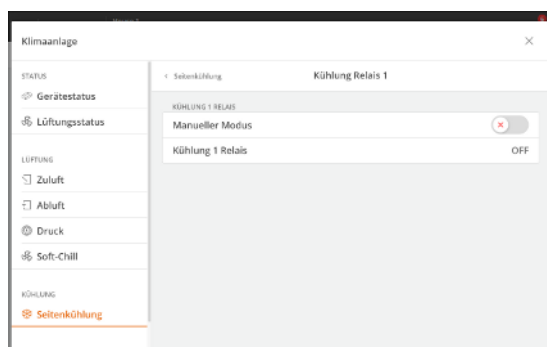 Klimaanlage
STATUS
Gerätestatus
Lüftungsstatus
LÜFTUNG
Zuluft
Abluft
Druck
Soft-Chill
KÜHLUNG
Seitenkühlung
< Seitenkühlung
Kühlung Relais 1
KÜHLUNG 1 RELAIS
Manueller Modus
Kühlung 1 Relais OFF